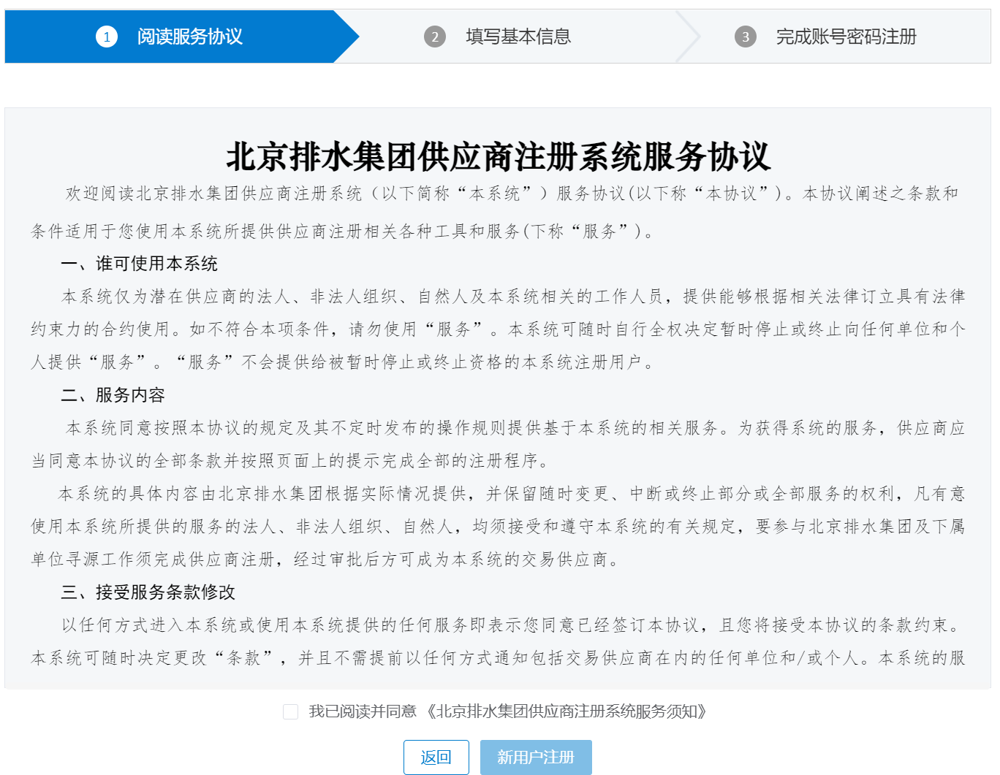 1 阅读服务协议 2 填写基本信息 3 完成账号密码注册
北京排水集团供应商注册系统服务协议
欢迎阅读北京排水集团供应商注册系统（以下简称“本系统”）服务协议(以下称“本协议”)。本协议阐述之条款和
条件适用于您使用本系统所提供供应商注册相关各种工具和服务(下称“服务”)。
一、谁可使用本系统
本系统仅为潜在供应商的法人、非法人组织、自然人及本系统相关的工作人员，提供能够根据相关法律订立具有法律
约束力的合约使用。如不符合本项条件，请勿使用“服务”。本系统可随时自行全权决定暂时停止或终止向任何单位和个
人提供“服务”。“服务”不会提供给被暂时停止或终止资格的本系统注册用户。
二、服务内容
本系统同意按照本协议的规定及其不定时发布的操作规则提供基于本系统的相关服务。为获得系统的服务，供应商应
当同意本协议的全部条款并按照页面上的提示完成全部的注册程序。
本系统的具体内容由北京排水集团根据实际情况提供，并保留随时变更、中断或终止部分或全部服务的权利，凡有意
使用本系统所提供的服务的法人、非法人组织、自然人，均须接受和遵守本系统的有关规定，要参与北京排水集团及下属
单位寻源工作须完成供应商注册，经过审批后方可成为本系统的交易供应商。
三、接受服务条款修改
以任何方式进入本系统或使用本系统提供的任何服务即表示您同意已经签订本协议，且您将接受本协议的条款约束。
本系统可随时决定更改“条款”，并且不需提前以任何方式通知包括交易供应商在内的任何单位和/或个人。本系统的服
我已阅读并同意《北京排水集团供应商注册系统服务须知》
返回 新用户注册